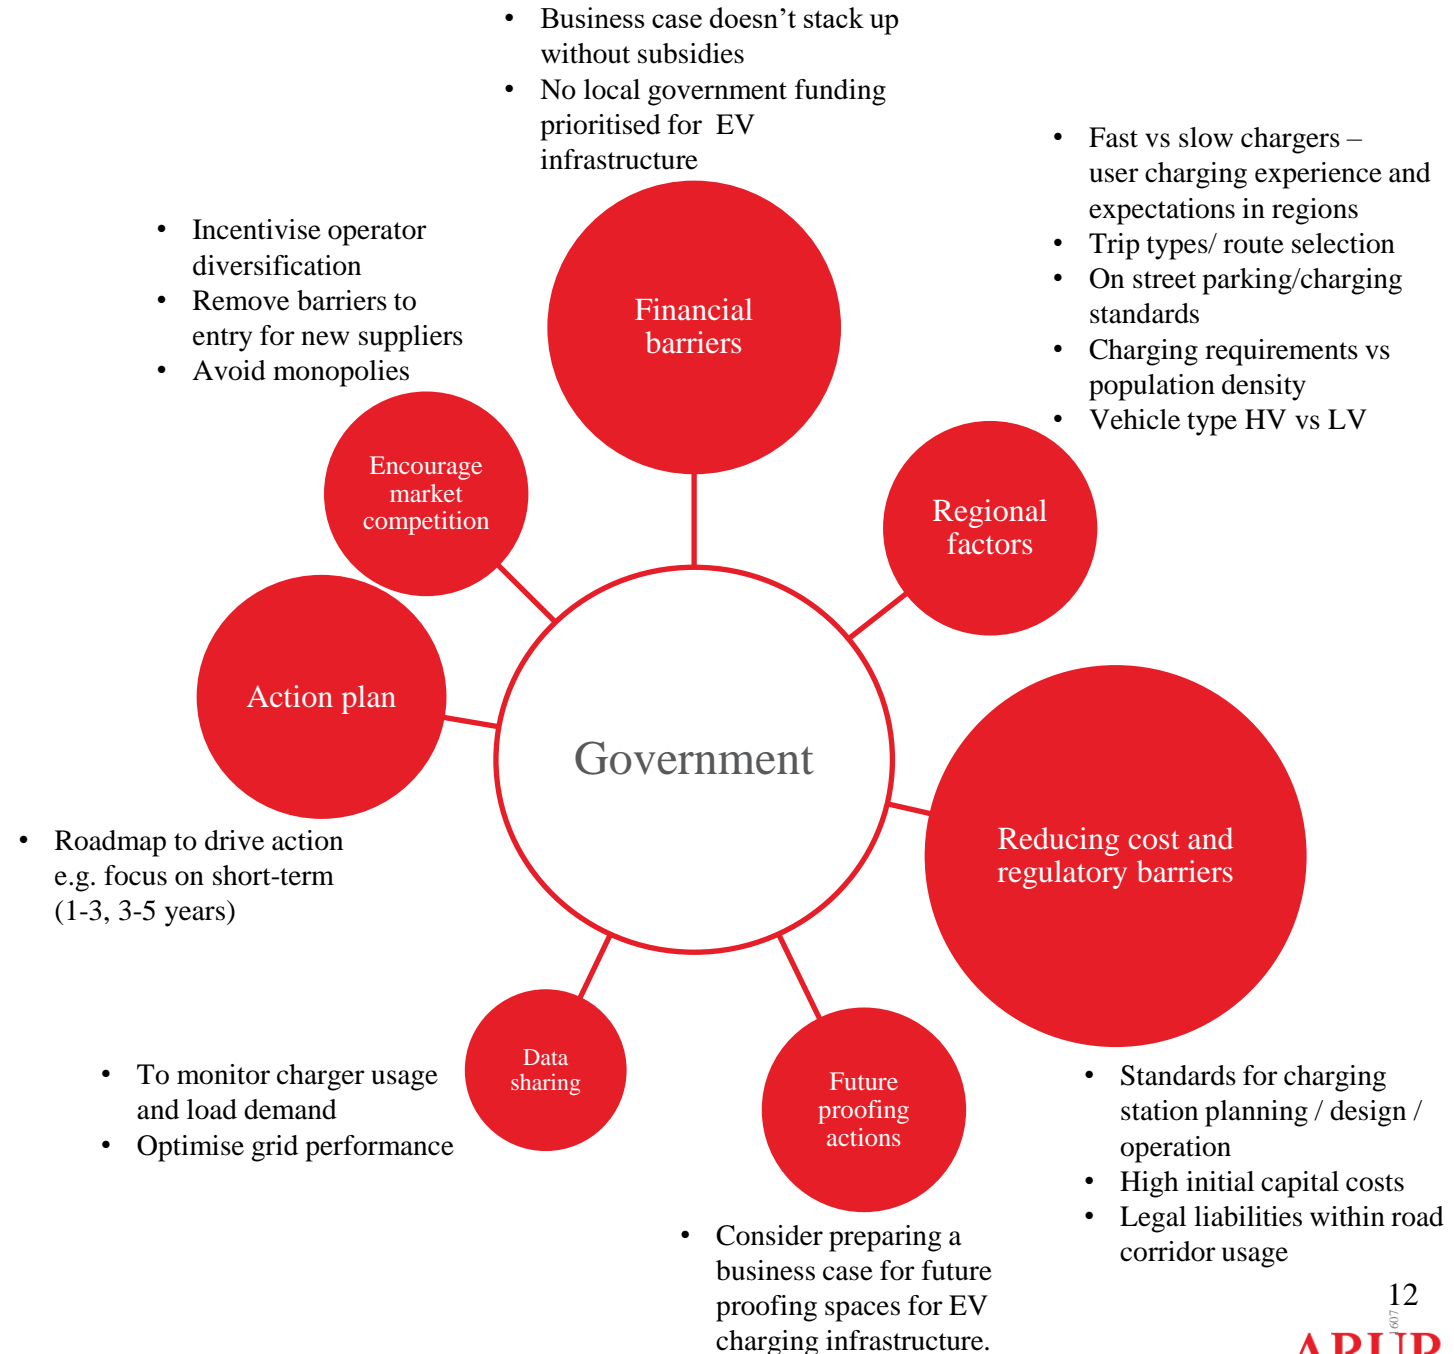 • Business case doesn’t stack up
without subsidies
• No local government funding
prioritised for EV
infrastructure
• Fast vs slow chargers –
user charging experience and
expectations in regions
• Trip types/ route selection
• On street parking/charging
standards
• Charging requirements vs
population density
• Vehicle type HV vs LV
• Incentivise operator
diversification
• Remove barriers to
entry for new suppliers
• Avoid monopolies
Financial
barriers
Encourage
market
competition
Regional
factors
Action plan
Government
Reducing cost and
regulatory barriers
• Roadmap to drive action
e.g. focus on short-term
(1-3, 3-5 years)
Data
sharing
Future
proofing
actions
• To monitor charger usage
and load demand
• Optimise grid performance
• Standards for charging
station planning / design /
operation
• High initial capital costs
• Legal liabilities within road
corridor usage
• Consider preparing a
business case for future
proofing spaces for EV
charging infrastructure.
12
1607
ARUP